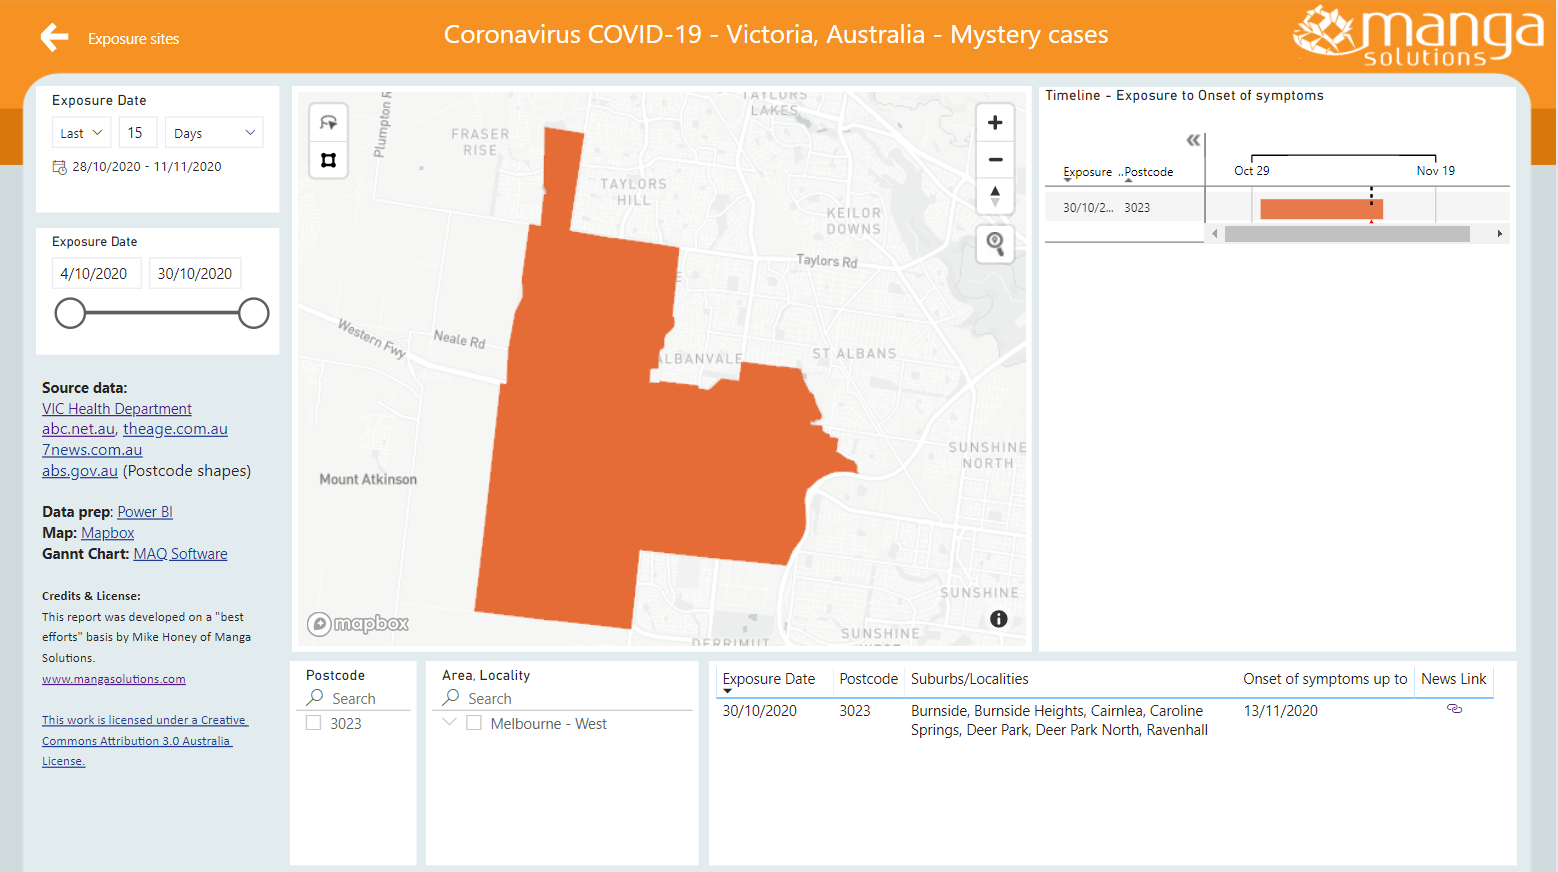 Exposure sites
Coronavirus COVID-19 - Victoria, Australia - Mystery cases
manga
solutions
Exposure Date
Last
15
Days
28/10/2020 - 11/11/2020
Exposure Date
4/10/2020
30/10/2020
Source data:
VIC Health Department
abc.net.au, theage.com.au
7news.com.au
abs.gov.au (Postcode shapes)
Data prep: Power BI
Map: Mapbox
Gannt Chart: MAQ Software
Credits & License:
This report was developed on a "best
efforts" basis by Mike Honey of Manga
Solutions.
www.mangasolutions.com
This work is licensed under a Creative
Commons Attribution 3.0 Australia
License.
TAYLORS
LAKES
Plumpton R
FRASER
RISE
TAYLORS
HILL
KEILOR
DOWNS
Taylors Rd
Western Fwy
Neale Rd
ALBANVALE
ST ALBANS
SUNSHINE
NORTH
Mount Atkinson
SUNSHINE
SUNSHINE
DERRIMUT
mapbox
Timeline - Exposure to Onset of symptoms
Exposure ..Postcode
Oct 29
Nov 19
30/10/2... 3023
Postcode
Search
3023
Area, Locality
Search
Melbourne - West
Exposure Date Postcode Suburbs/Localities Onset of symptoms up to News Link
30/10/2020 3023 Burnside, Burnside Heights, Cairnlea, Caroline 13/11/2020
Springs, Deer Park, Deer Park North, Ravenhall